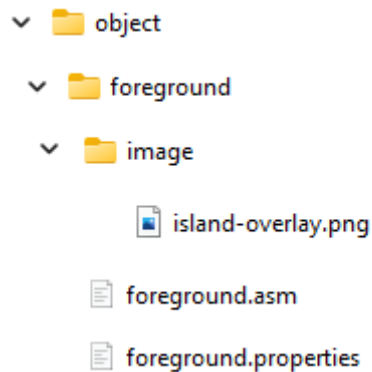 object
foreground
image
island-overlay.png
foreground.asm
foreground.properties